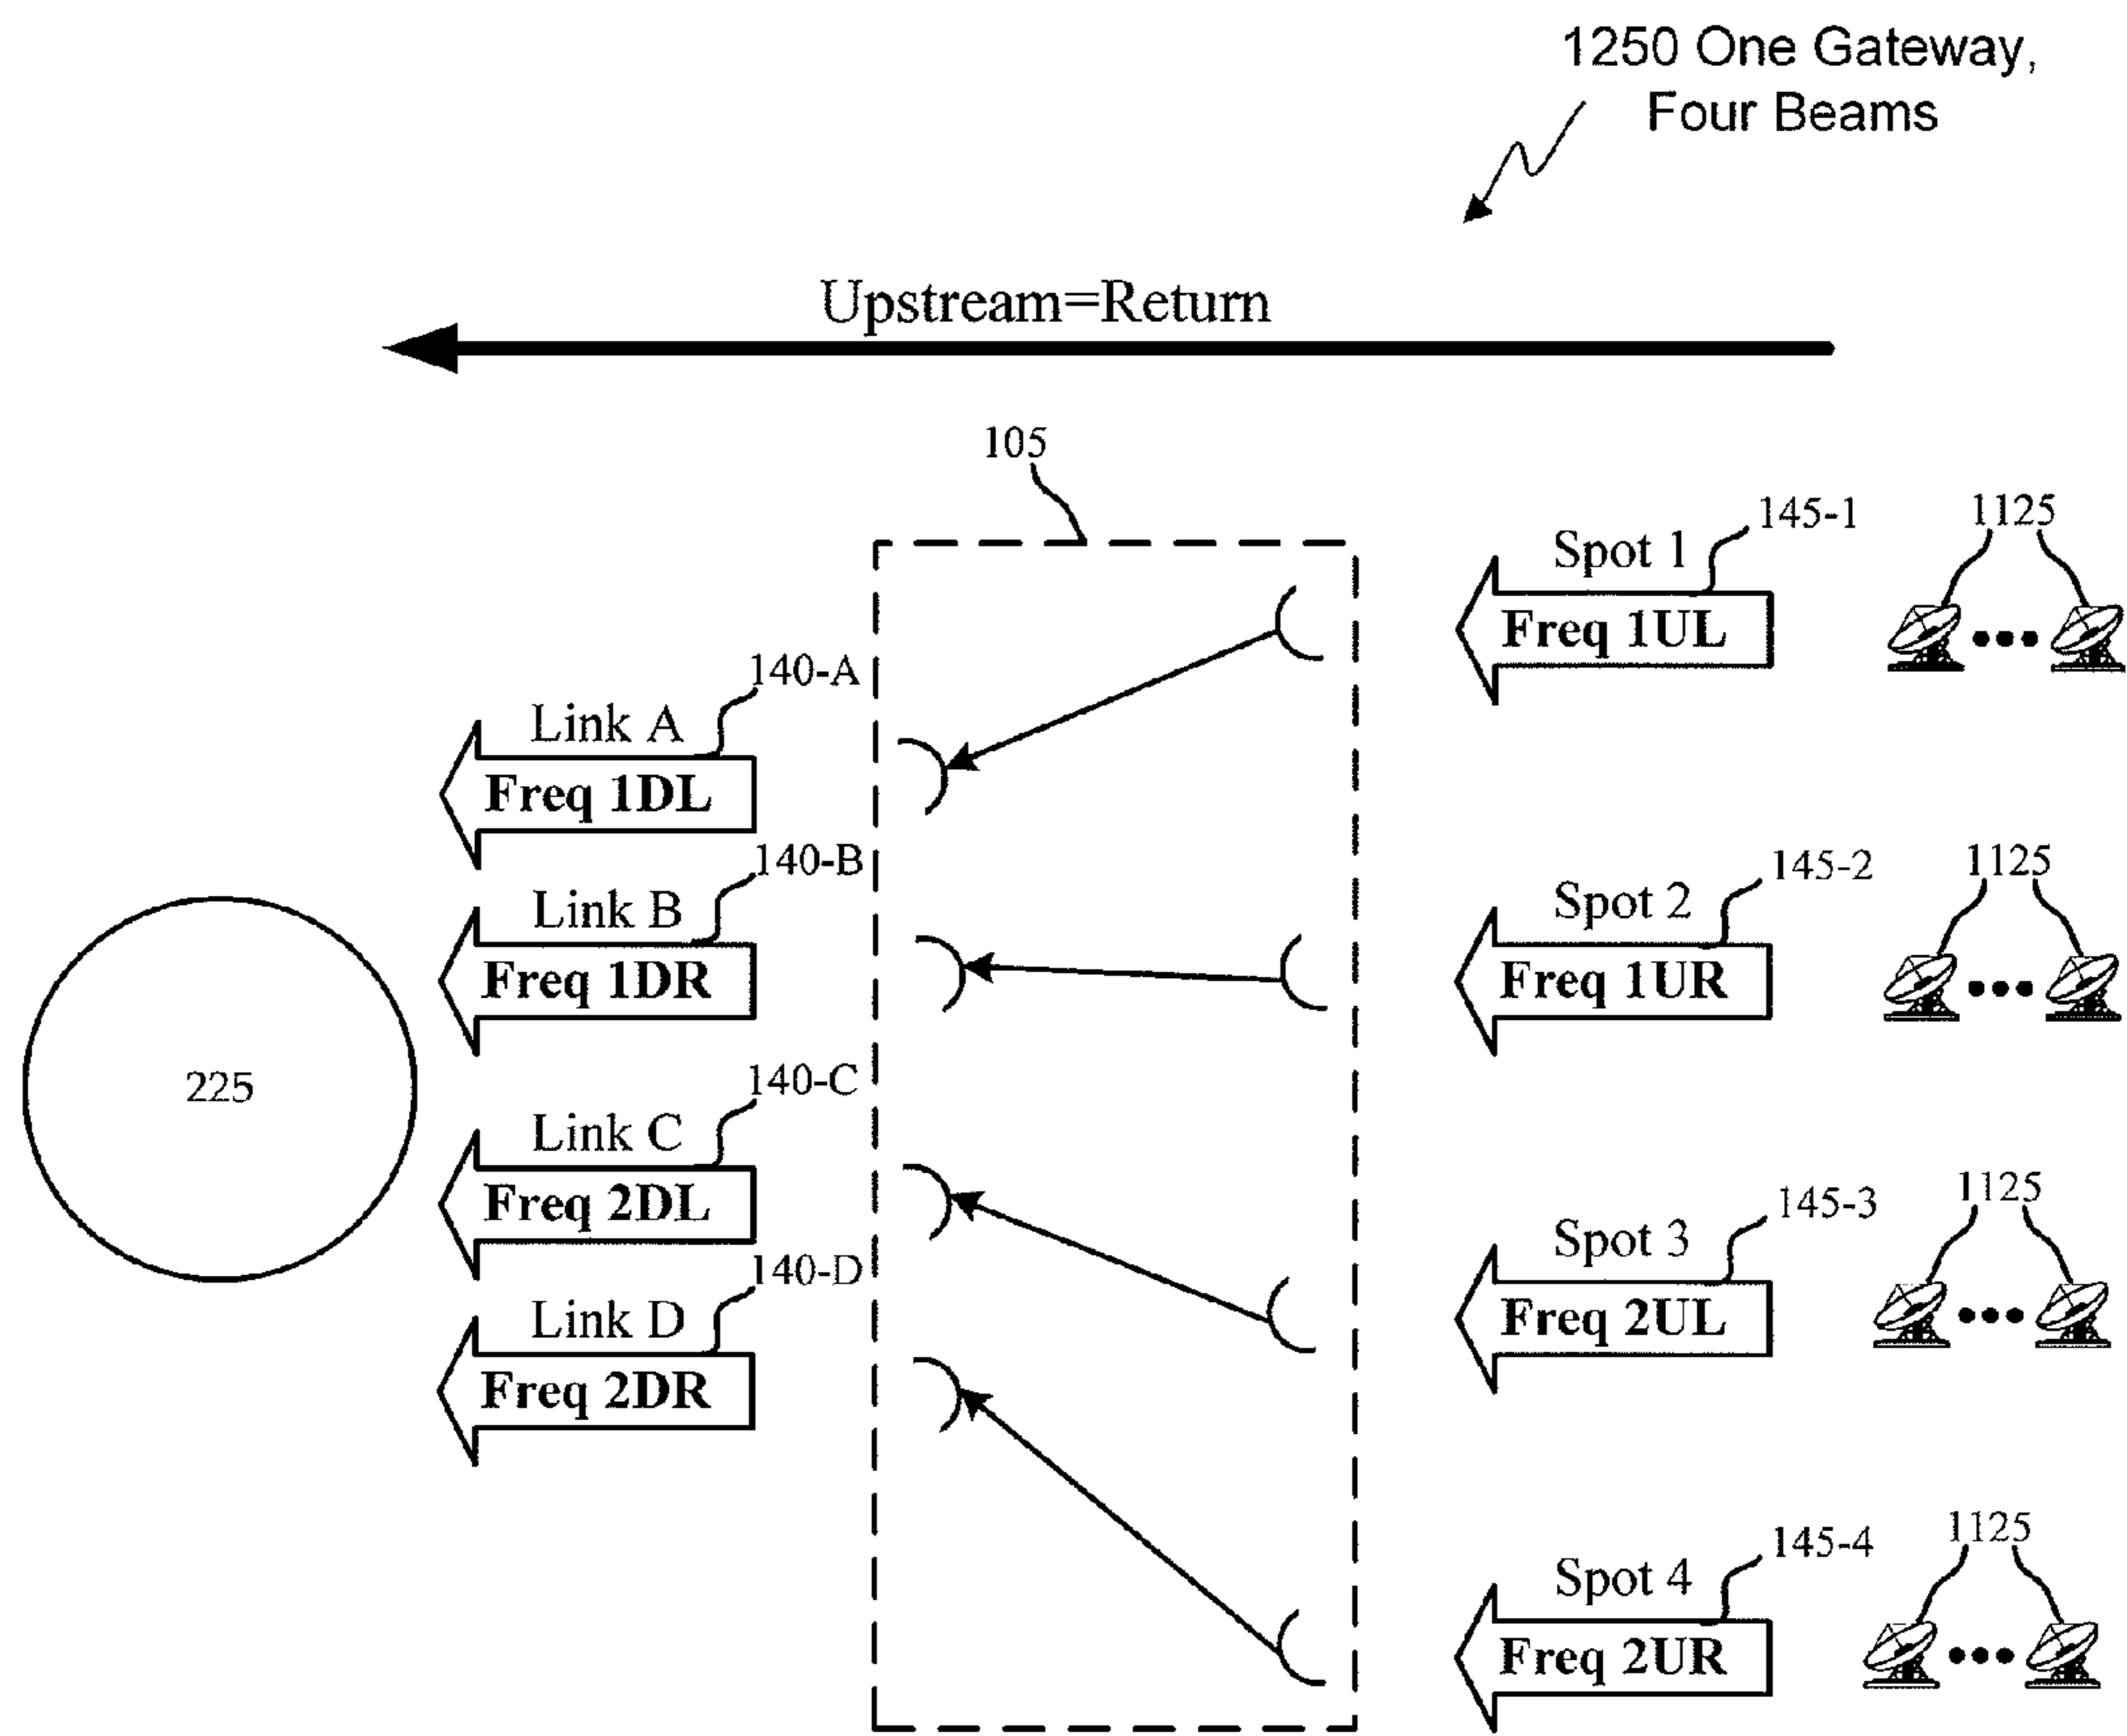 1250 One Gateway,
Four Beams
Upstream=Return
105
145-1
1125
Spot 1
Freq 1UL
140-A
Link A
Freq 1DL
140-B
Link B
Freq 1DR
145-2
1125
Spot 2
Freq 1UR
225
140-C
Link C
Freq 2DL
145-3
1125
Spot 3
Freq 2UL
140-D
Link D
Freq 2DR
145-4
1125
Spot 4
Freq 2UR